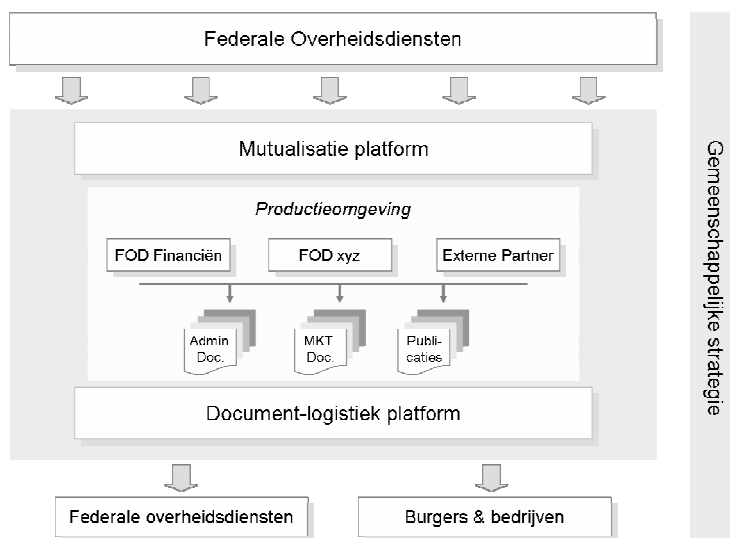 Federale Overheidsdiensten
Mutualisatie platform
Productieomgeving
FOD Financiën
FOD xyz
Externe Partner
Admin
Doc.
MKT
Doc.
Publi-
caties
Document-logistiek platform
Federale overheidsdiensten
Burgers & bedrijven
Gemeenschappelijke strategie